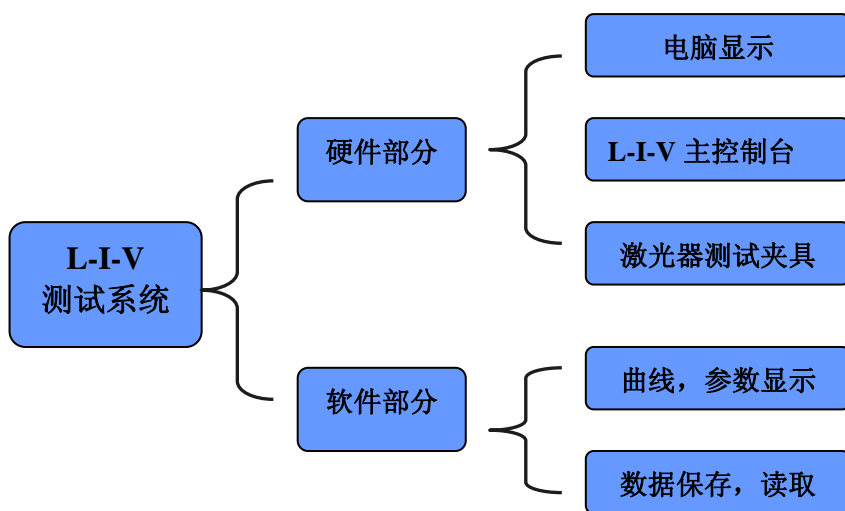 L-I-V
测试系统
硬件部分
电脑显示
L-I-V 主控制台
激光器测试夹具
软件部分
曲线，参数显示
数据保存，读取